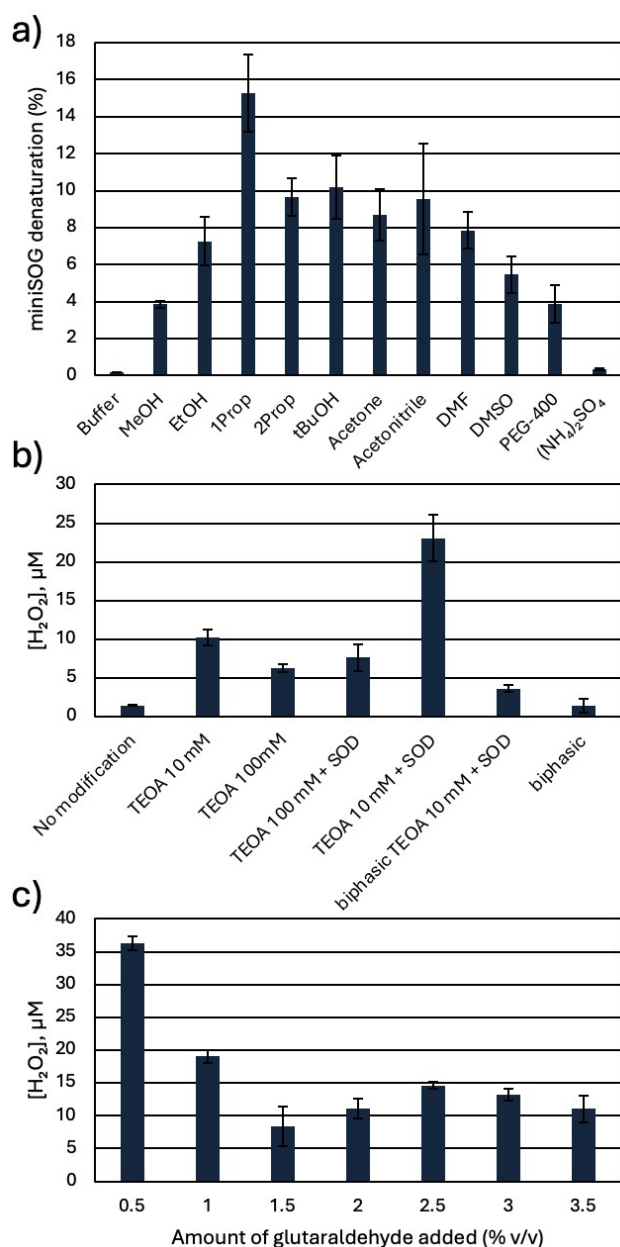 a)
miniSOG denaturation (%)
18
16
14
12
10
8
6
4
2
0
Buffer
MeOH
EtOH
1Prop
2Prop
tBuOH
Acetone
Acetonitrile
DMF
DMSO
PEG-400
(NH₄)₂SO₄
b)
[H₂O₂], µM
30
25
20
15
10
5
0
No modification
TEOA 10 mM
TEOA 100mM
TEOA 100 mM + SOD
TEOA 10 mM + SOD
biphasic TEOA 10 mM + SOD
biphasic
c)
[H₂O₂], µM
40
35
30
25
20
15
10
5
0
0.5 1 1.5 2 2.5 3 3.5
Amount of glutaraldehyde added (% v/v)